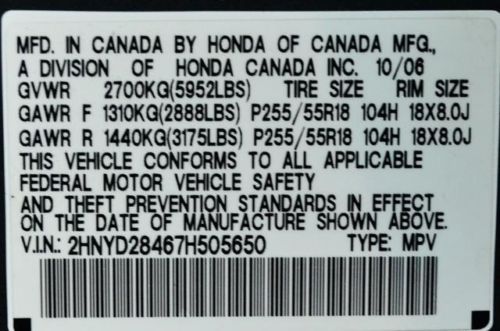 MFD. IN CANADA BY HONDA OF CANADA MFG.,
A DIVISION OF HONDA CANADA INC. 10/06
GVWR 2700KG(5952LBS) TIRE SIZE RIM SIZE
GAWR F 1310KG(2888LBS) P255/55R18 104H 18X8.0J
GAWR R 1440KG(3175LBS) P255/55R18 104H 18X8.0J
THIS VEHICLE CONFORMS TO ALL APPLICABLE
FEDERAL MOTOR VEHICLE SAFETY
AND THEFT PREVENTION STANDARDS IN EFFECT
ON THE DATE OF MANUFACTURE SHOWN ABOVE.
V.I.N.: 2HNYD28467H505650 TYPE: MPV